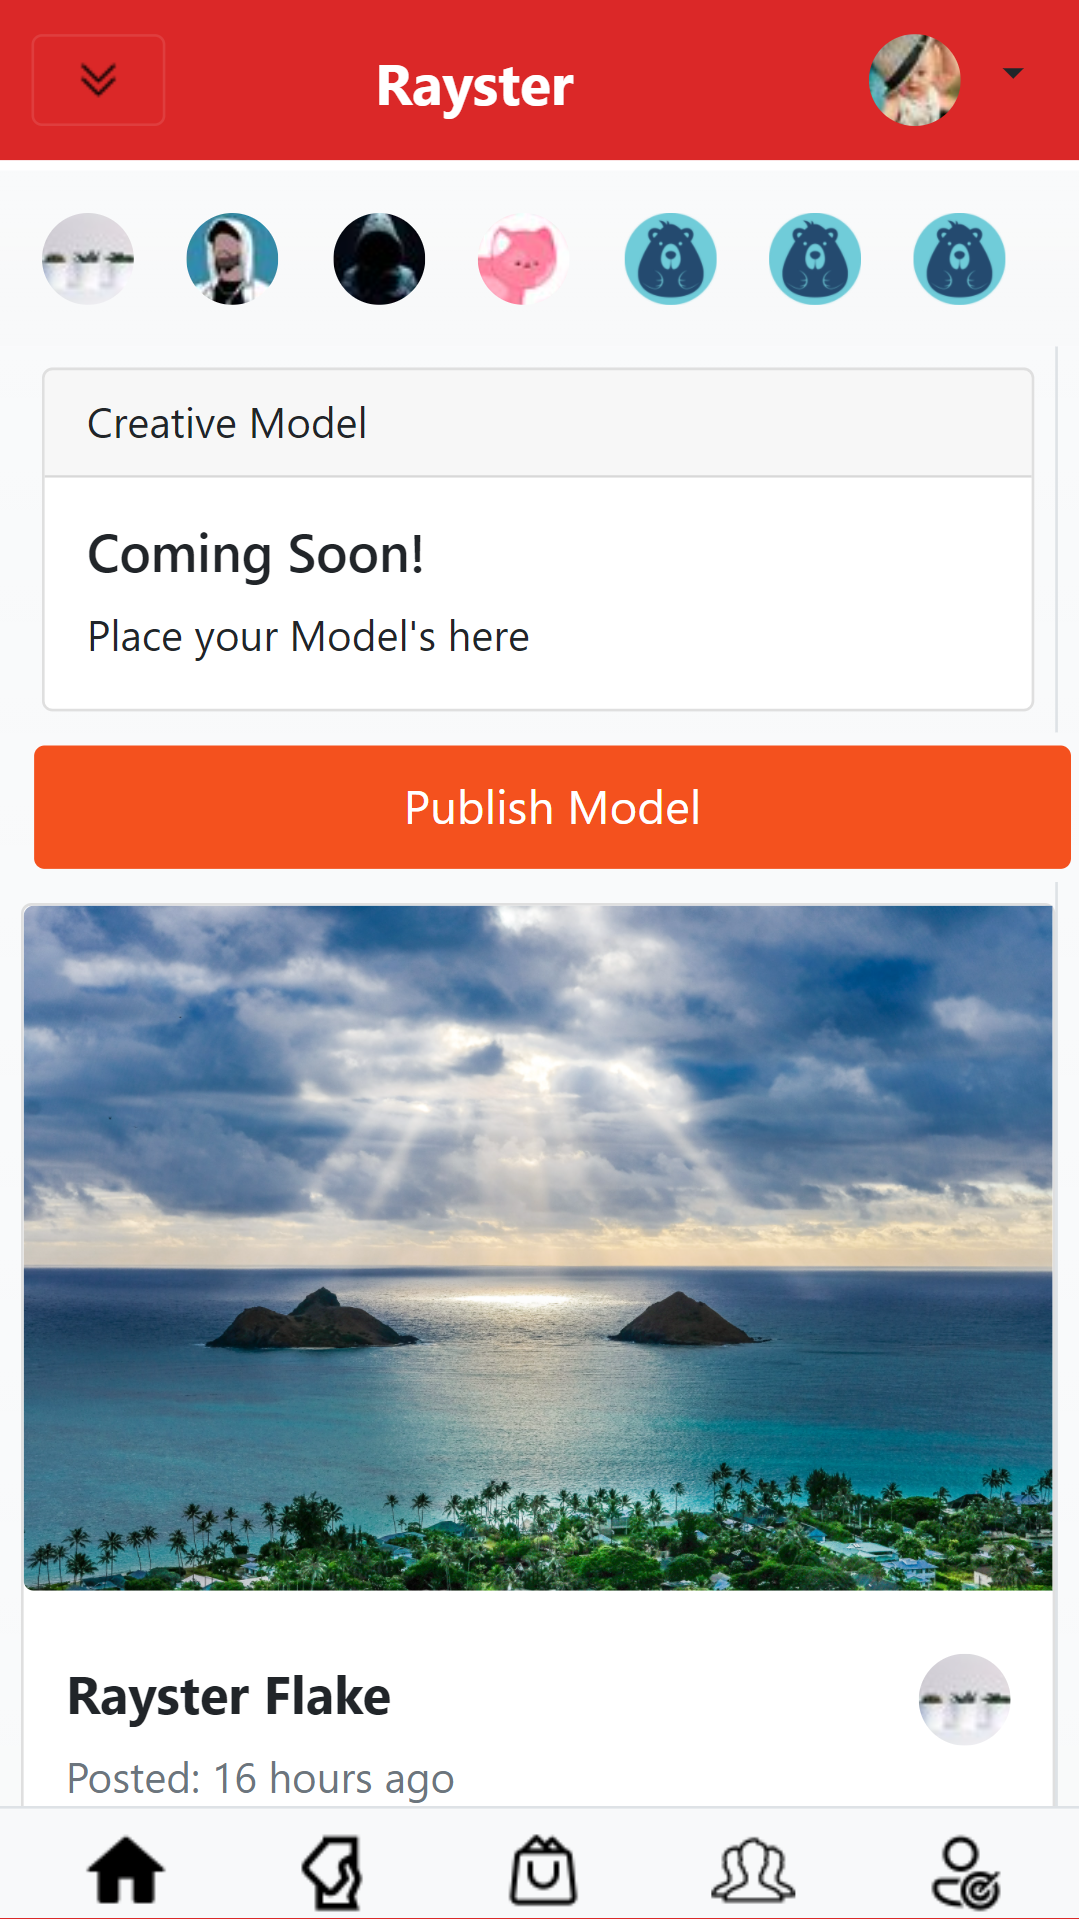 Rayster
Creative Model
Coming Soon!
Place your Model's here
Publish Model
Rayster Flake
Posted: 16 hours ago